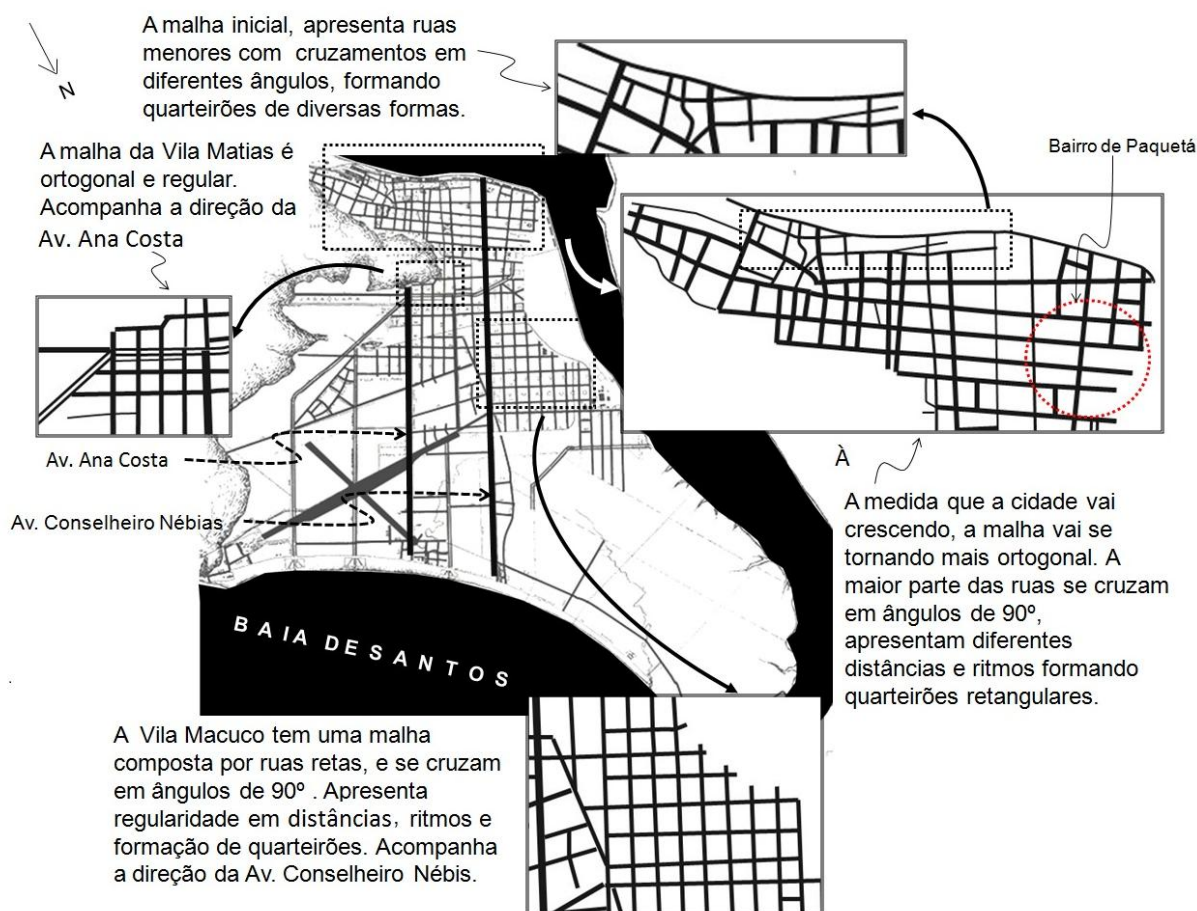 A malha inicial, apresenta ruas
menores com cruzamentos em
diferentes ângulos, formando
quarteirões de diversas formas.
N
A malha da Vila Matias é
ortogonal e regular.
Acompanha a direção da
Av. Ana Costa
Bairro de Paquetá
Av. Ana Costa
Av. Conselheiro Nébias
BAIA DE SANTOS
À
A medida que a cidade vai
crescendo, a malha vai se
tornando mais ortogonal. A
maior parte das ruas se cruzam
em ângulos de 90º,
apresentam diferentes
distâncias e ritmos formando
quarteirões retangulares.
A Vila Macuco tem uma malha
composta por ruas retas, e se cruzam
em ângulos de 90º . Apresenta
regularidade em distâncias, ritmos e
formação de quarteirões. Acompanha
a direção da Av. Conselheiro Nébis.